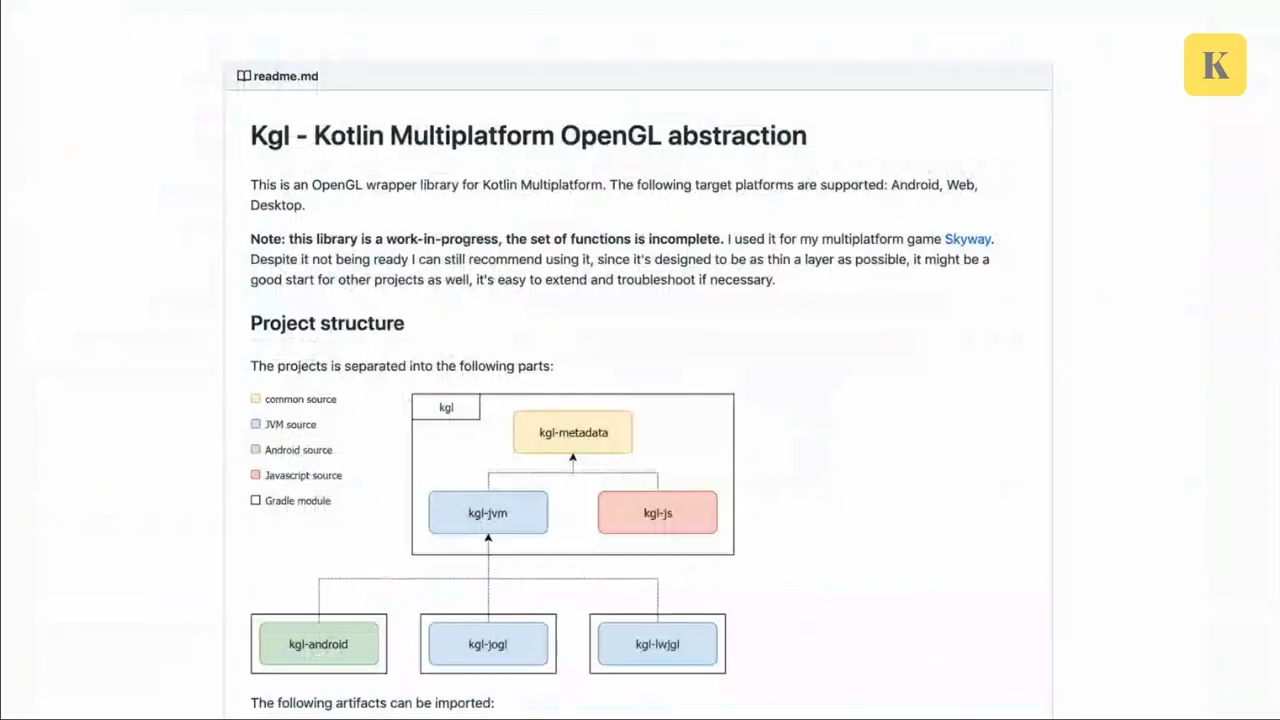 K
readme.md
Kgl - Kotlin Multiplatform OpenGL abstraction
This is an OpenGL wrapper library for Kotlin Multiplatform. The following target platforms are supported: Android, Web,
Desktop.
Note: this library is a work-in-progress, the set of functions is incomplete. I used it for my multiplatform game Skyway.
Despite it not being ready I can still recommend using it, since it's designed to be as thin a layer as possible, it might be a
good start for other projects as well, it's easy to extend and troubleshoot if necessary.
Project structure
The projects is separated into the following parts:
common source
JVM source
Android source
Javascript source
Gradle module
kgl
kgl-metadata
kgl-jvm
kgl-js
kgl-android
kgl-jogl
kgl-lwjgl
The following artifacts can be imported: